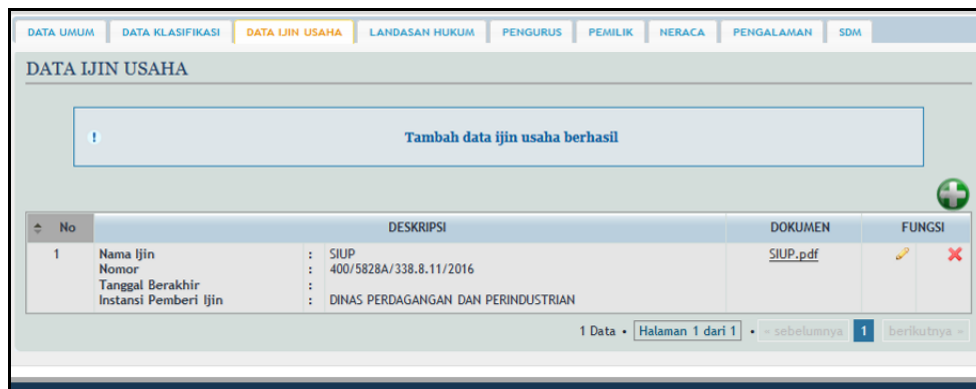 DATA UMUM DATA KLASIFIKASI DATA IJIN USAHA LANDASAN HUKUM PENGURUS PEMILIK NERACA PENGALAMAN SDM
DATA IJIN USAHA
! Tambah data ijin usaha berhasil
No DESKRIPSI DOKUMEN FUNGSI
1 Nama Ijin : SIUP SIUP.pdf
Nomor : 400/5828A/338.8.11/2016
Tanggal Berakhir :
Instansi Pemberi Ijin : DINAS PERDAGANGAN DAN PERINDUSTRIAN
1 Data • Halaman 1 dari 1 • « sebelumnya 1 berikutnya »